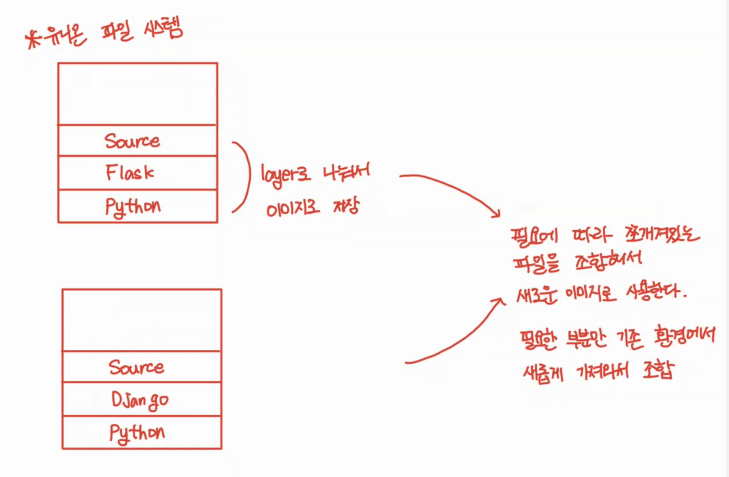 ※유니온 파일 시스템
Source
Flask
Python
layer로 나눠서
이미지로 저장
필요에 따라 쪼개져있는
파일을 조합해서
새로운 이미지로 사용한다.
필요한 부분만 기존 환경에서
새롭게 가져와서 조합
Source
Django
Python